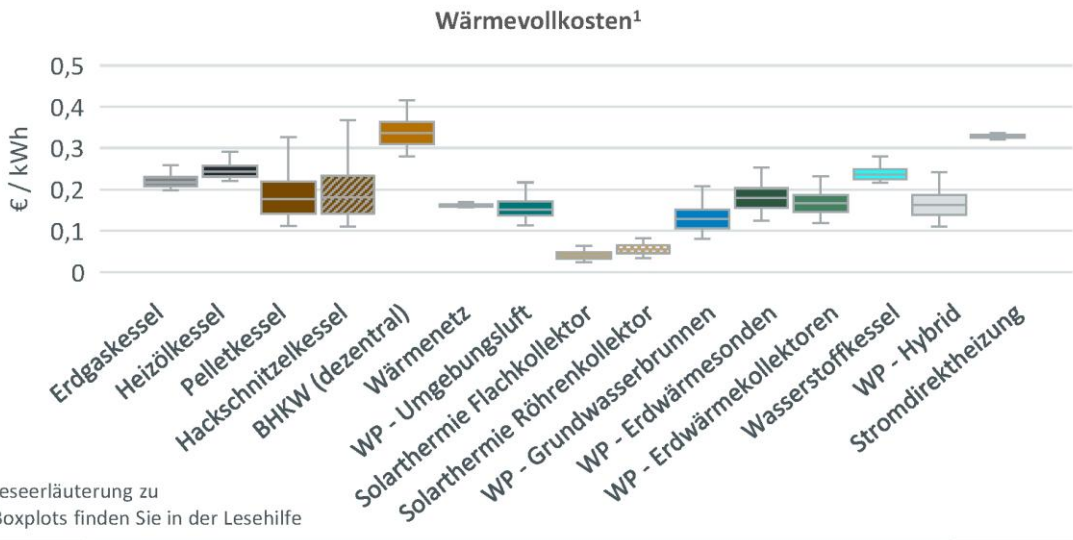 Wärmevollkosten¹
€ / kWh
0,5
0,4
0,3
0,2
0,1
0
Erdgaskessel
Heizölkessel
Pelletkessel
Hackschnitzelkessel
BHKW (dezentral)
Wärmenetz
WP - Umgebungsluft
Solarthermie Flachkollektor
Solarthermie Röhrenkollektor
WP - Grundwasserbrunnen
WP - Erdwärmesonden
WP - Erdwärmekollektoren
Wasserstoffkessel
WP - Hybrid
Stromdirektheizung
eseerläuterung zu
Boxplots finden Sie in der Lesehilfe